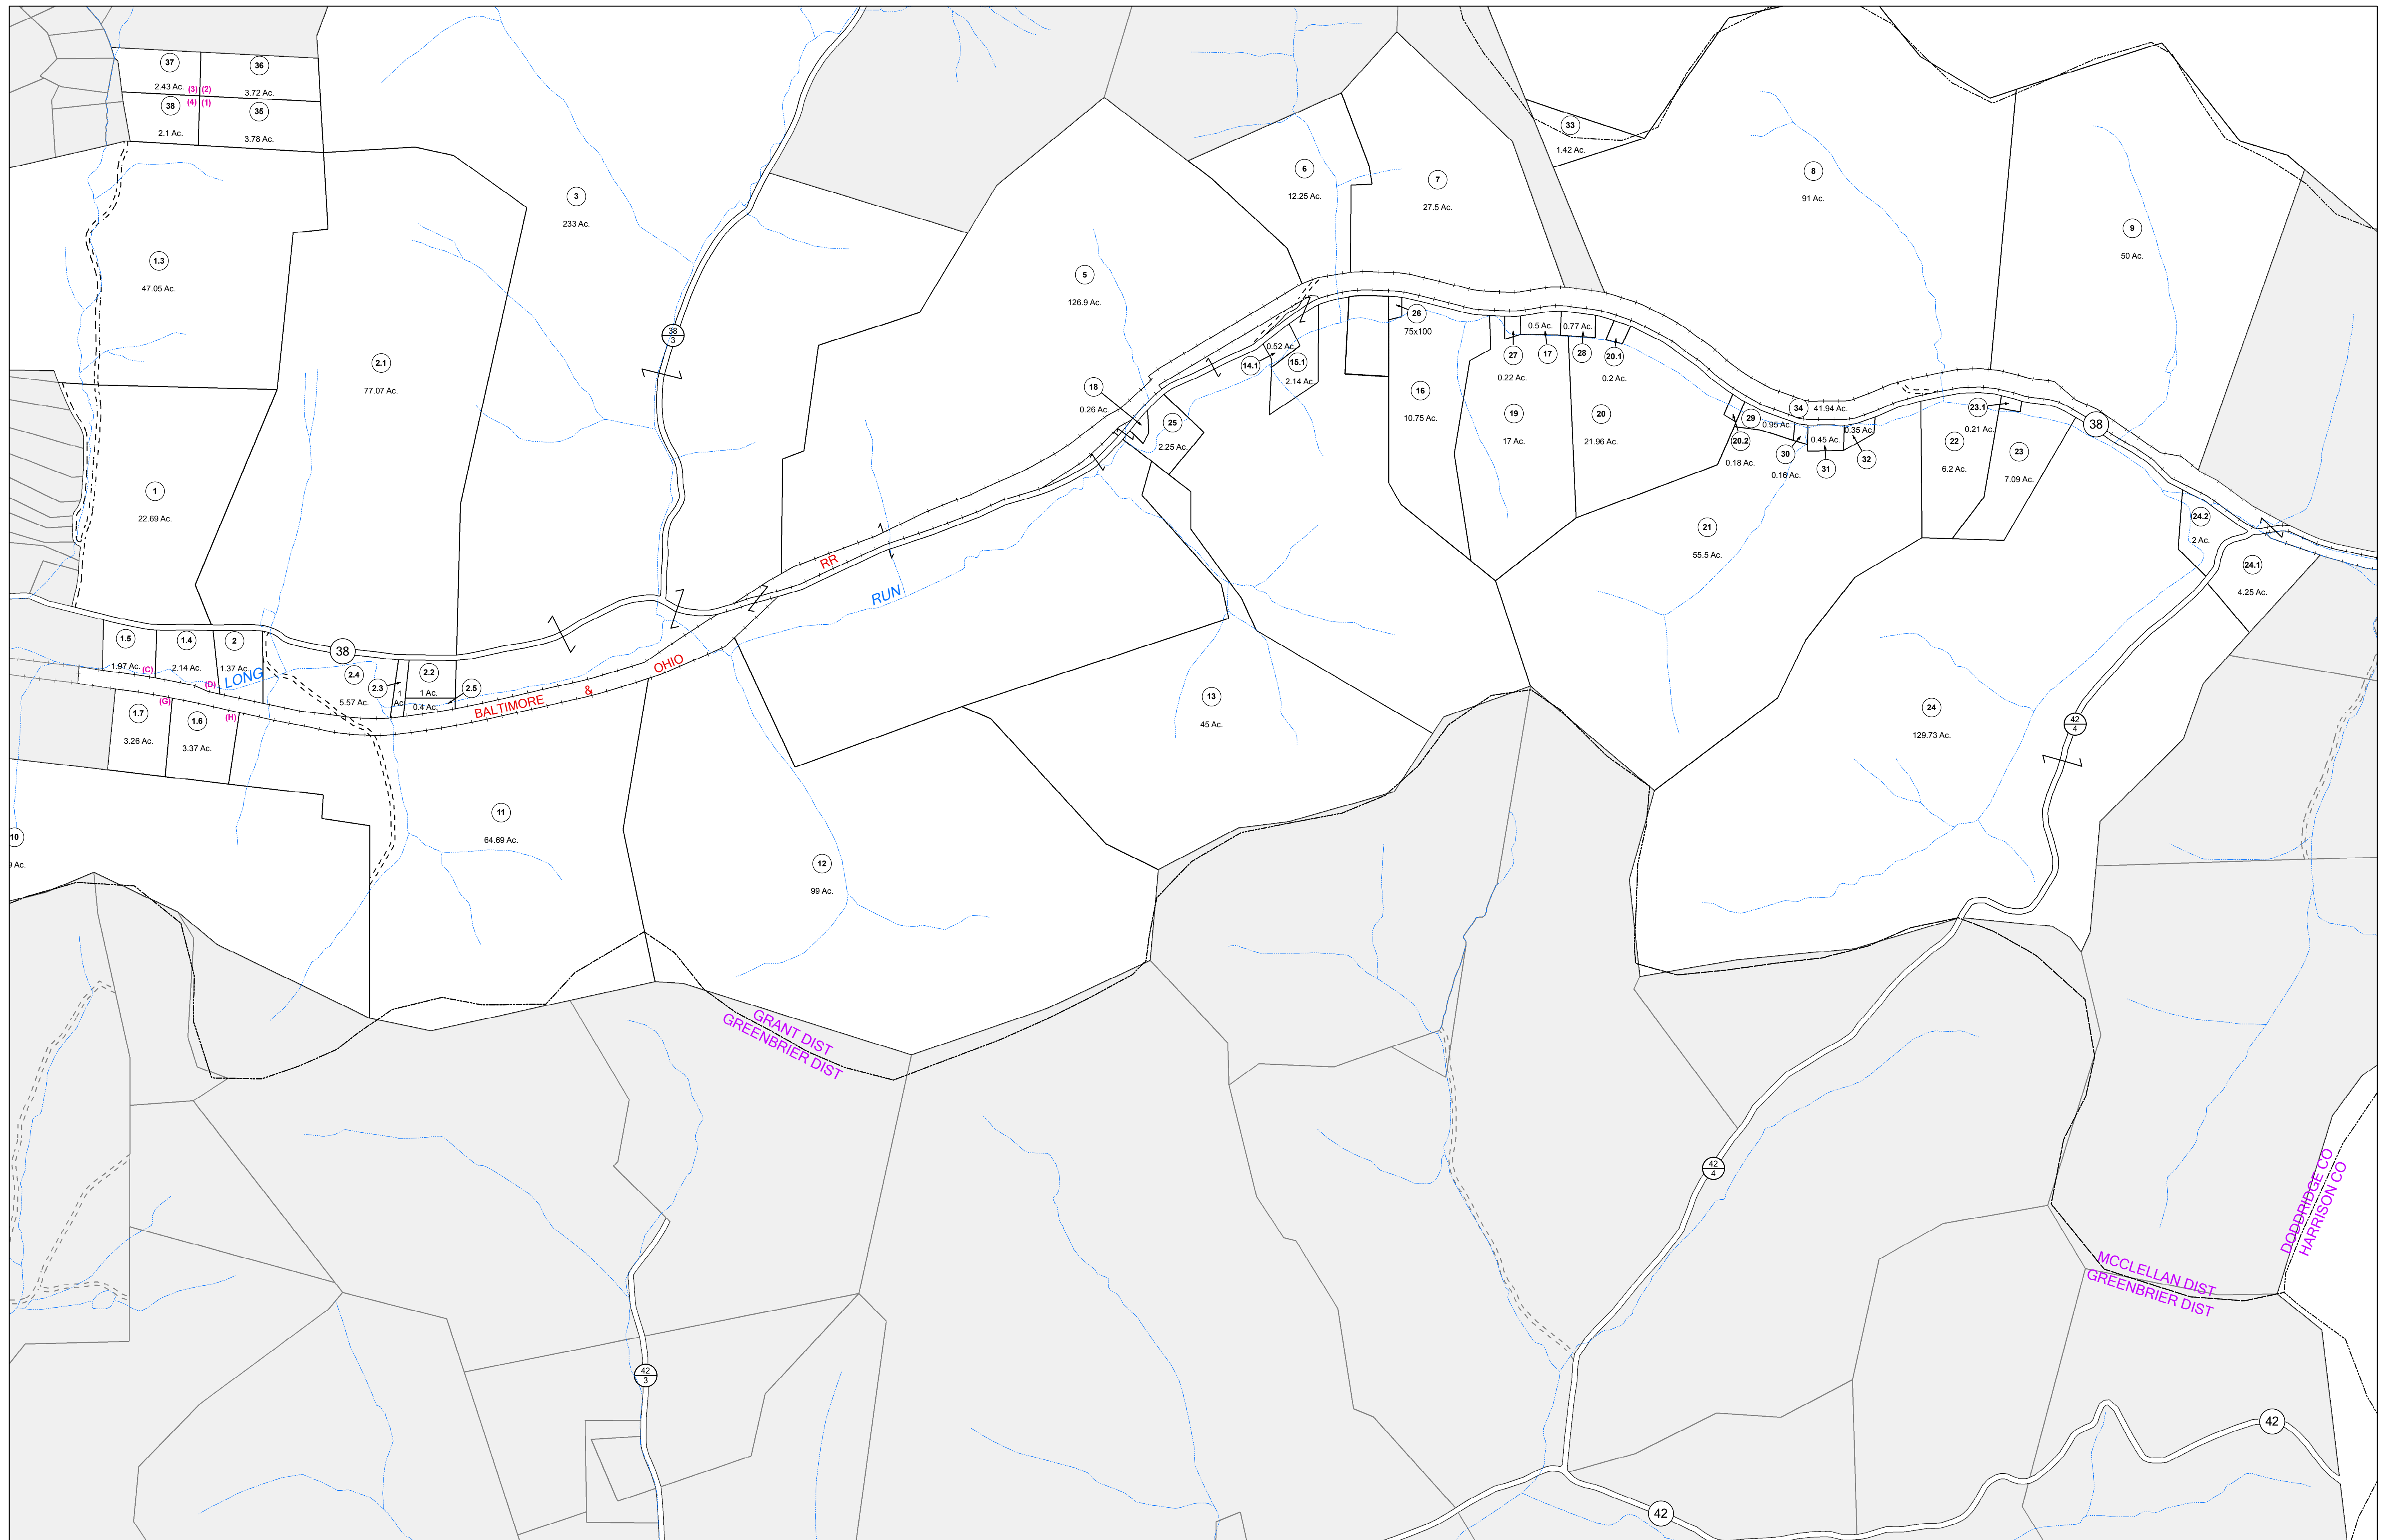 37
2.43 Ac.
(3)
(2)
36
3.72 Ac.
38
2.1 Ac.
(4)
(1)
35
3.78 Ac.
1.3
47.05 Ac.
3
233 Ac.
38
3
2.1
77.07 Ac.
1
22.69 Ac.
5
126.9 Ac.
6
12.25 Ac.
7
27.5 Ac.
33
1.42 Ac.
8
91 Ac.
9
50 Ac.
18
0.26 Ac.
25
2.25 Ac.
14.1
0.52 Ac.
15.1
2.14 Ac.
26
75x100
16
10.75 Ac.
27
0.22 Ac.
0.5 Ac.
17
0.77 Ac.
28
20.1
0.2 Ac.
19
17 Ac.
20
21.96 Ac.
20.2
0.18 Ac.
29
0.95 Ac.
34
41.94 Ac.
30
0.16 Ac.
0.45 Ac.
31
0.35 Ac.
32
23.1
0.21 Ac.
22
6.2 Ac.
23
7.09 Ac.
38
21
55.5 Ac.
24.2
2 Ac.
24.1
4.25 Ac.
RR
RUN
1.5
1.97 Ac.
(C)
1.4
2.14 Ac.
(D)
2
1.37 Ac.
LONG
38
2.4
5.57 Ac.
2.3
1
Ac.
2.2
1 Ac.
0.4 Ac.
2.5
BALTIMORE
&
OHIO
(G)
1.7
3.26 Ac.
1.6
3.37 Ac.
(H)
13
45 Ac.
24
129.73 Ac.
42
4
10
9 Ac.
11
64.69 Ac.
12
99 Ac.
GRANT DIST
GREENBRIER DIST
42
4
DODDRIDGE CO
HARRISON CO
MCCLELLAN DIST
GREENBRIER DIST
42
3
42
42